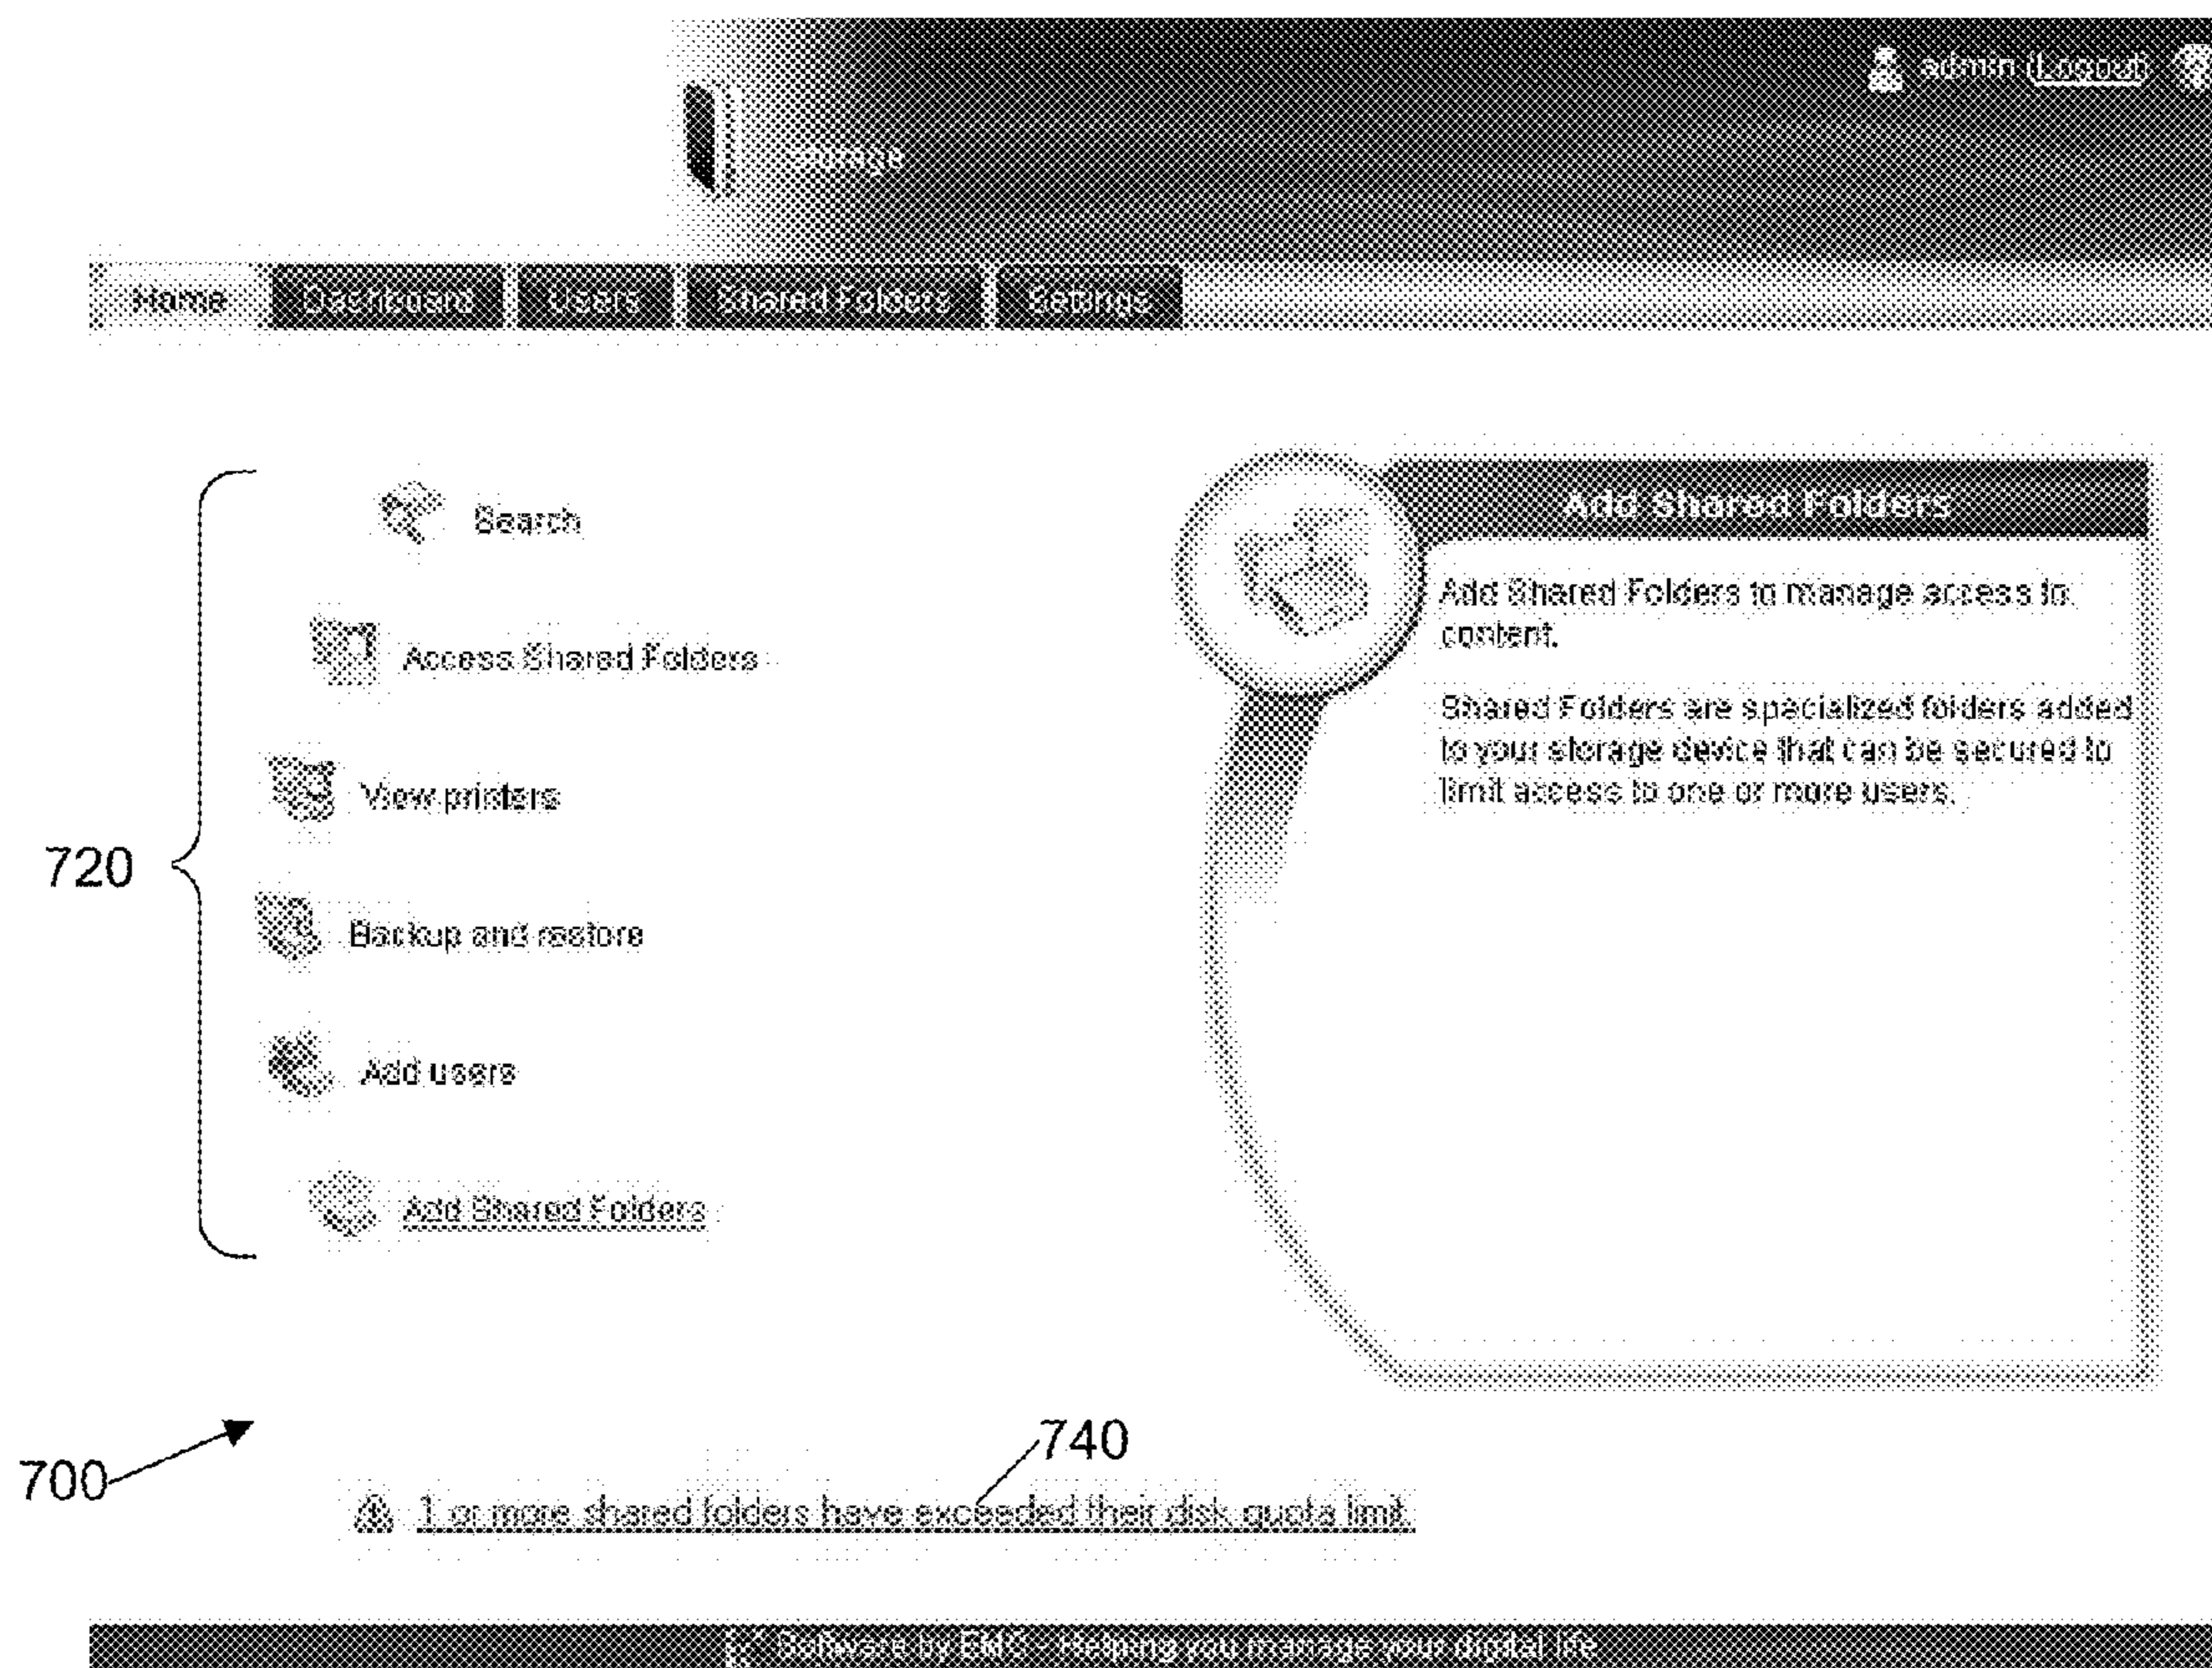 admin (Logout)
storage
Home Dashboard Users Shared Folders Settings
Search
Access Shared Folders
View printers
Backup and restore
Add users
Add Shared Folders
720
Add Shared Folders
Add Shared Folders to manage access to
content.
Shared Folders are specialized folders added
to your storage device that can be secured to
limit access to one or more users.
700
740
1 or more shared folders have exceeded their disk quota limit.
Software by EMC - Helping you manage your digital life